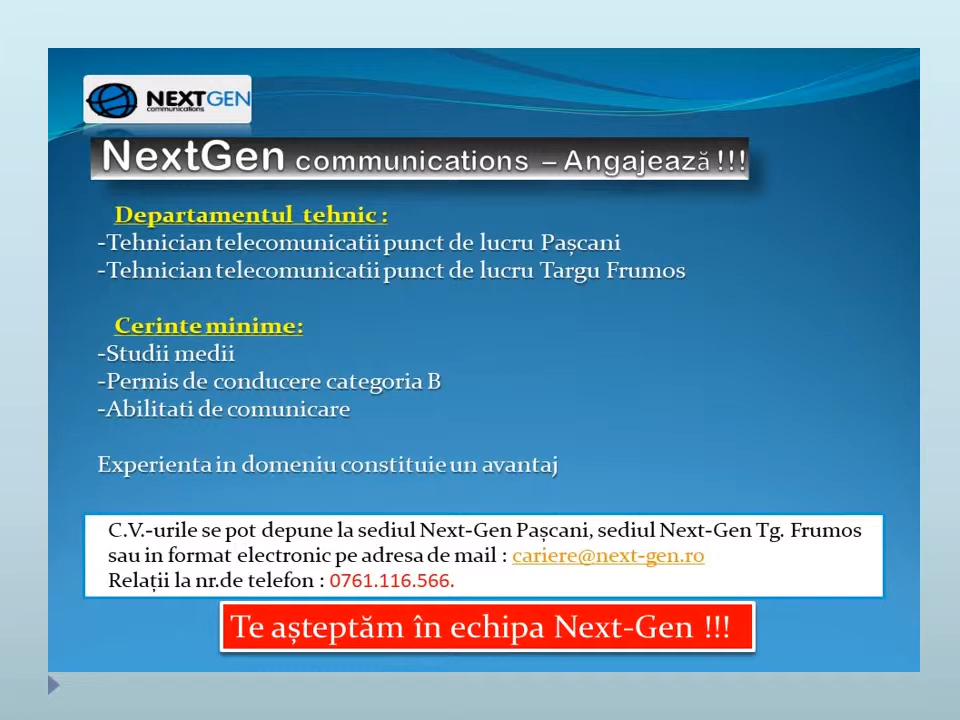 NEXTGEN
communications
NextGen communications – Angajează !!!
Departamentul tehnic :
-Tehnician telecomunicatii punct de lucru Pașcani
-Tehnician telecomunicatii punct de lucru Targu Frumos
Cerinte minime:
-Studii medii
-Permis de conducere categoria B
-Abilitati de comunicare
Experienta in domeniu constituie un avantaj
C.V.-urile se pot depune la sediul Next-Gen Pașcani, sediul Next-Gen Tg. Frumos
sau in format electronic pe adresa de mail : cariere@next-gen.ro
Relații la nr.de telefon : 0761.116.566.
Te așteptăm în echipa Next-Gen !!!